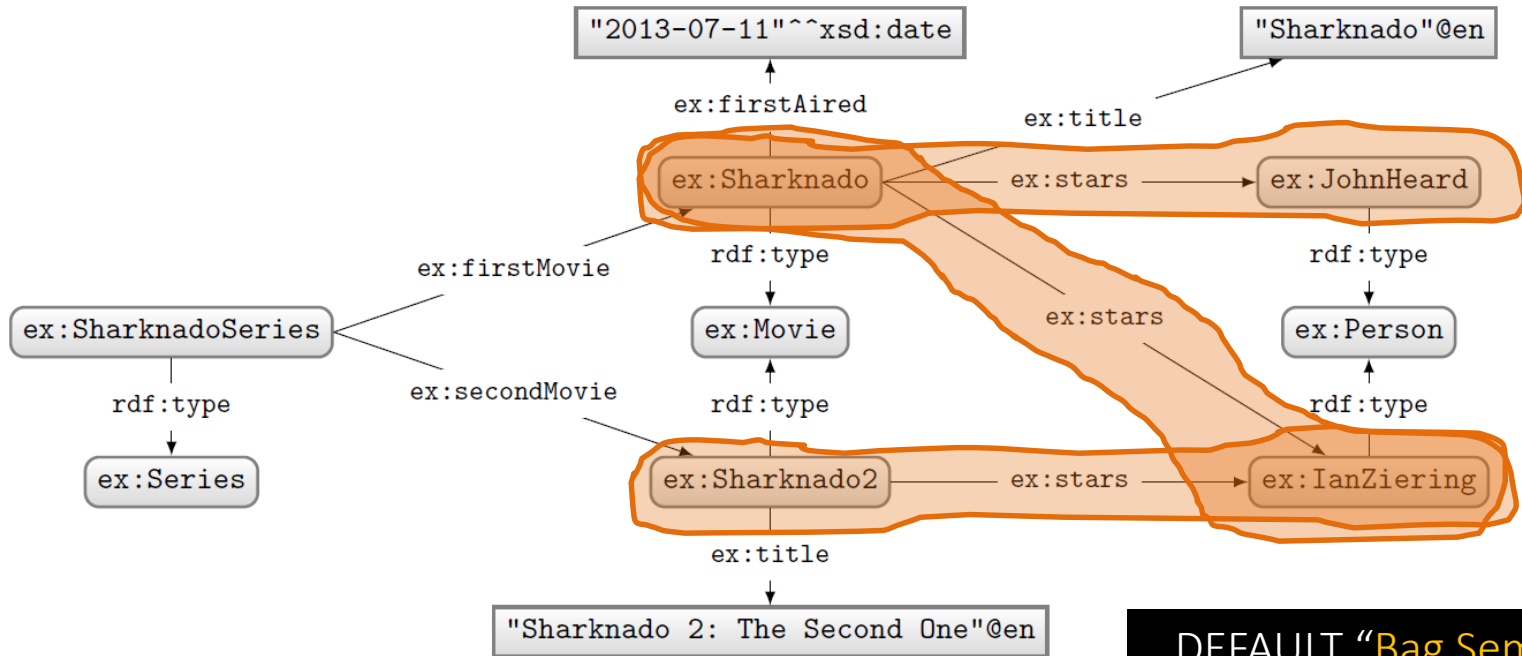 "2013-07-11"^^xsd:date
"Sharknado"@en
ex:firstAired
ex:title
ex:Sharknado
ex:stars
ex:JohnHeard
rdf:type
rdf:type
ex:firstMovie
ex:stars
ex:SharknadoSeries
ex:Movie
ex:Person
ex:secondMovie
rdf:type
rdf:type
rdf:type
ex:Series
ex:Sharknado2
ex:stars
ex:IanZiering
ex:title
"Sharknado 2: The Second One"@en
DEFAULT "Bag